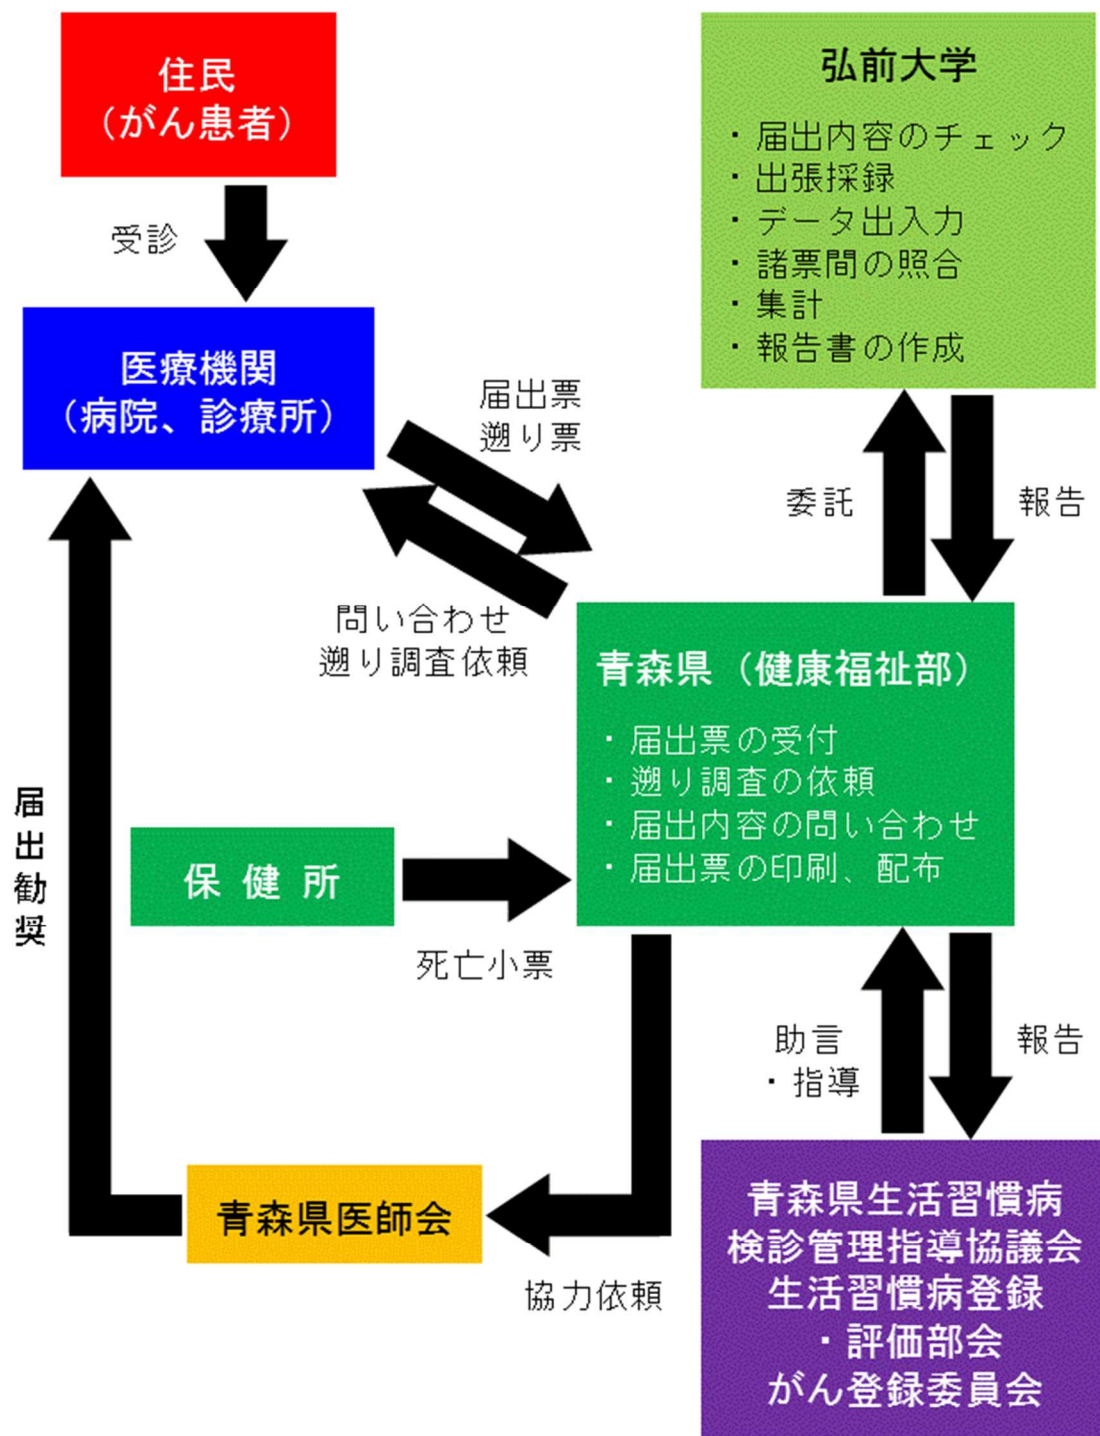 住民
（がん患者）
受診
医療機関
（病院、診療所）
届出票
遡り票
問い合わせ
遡り調査依頼
弘前大学
・届出内容のチェック
・出張採録
・データ出入力
・諸票間の照合
・集計
・報告書の作成
委託
報告
青森県（健康福祉部）
・届出票の受付
・遡り調査の依頼
・届出内容の問い合わせ
・届出票の印刷、配布
届出勧奨
保健所
死亡小票
助言
・指導
報告
青森県医師会
協力依頼
青森県生活習慣病
検診管理指導協議会
生活習慣病登録
・評価部会
がん登録委員会